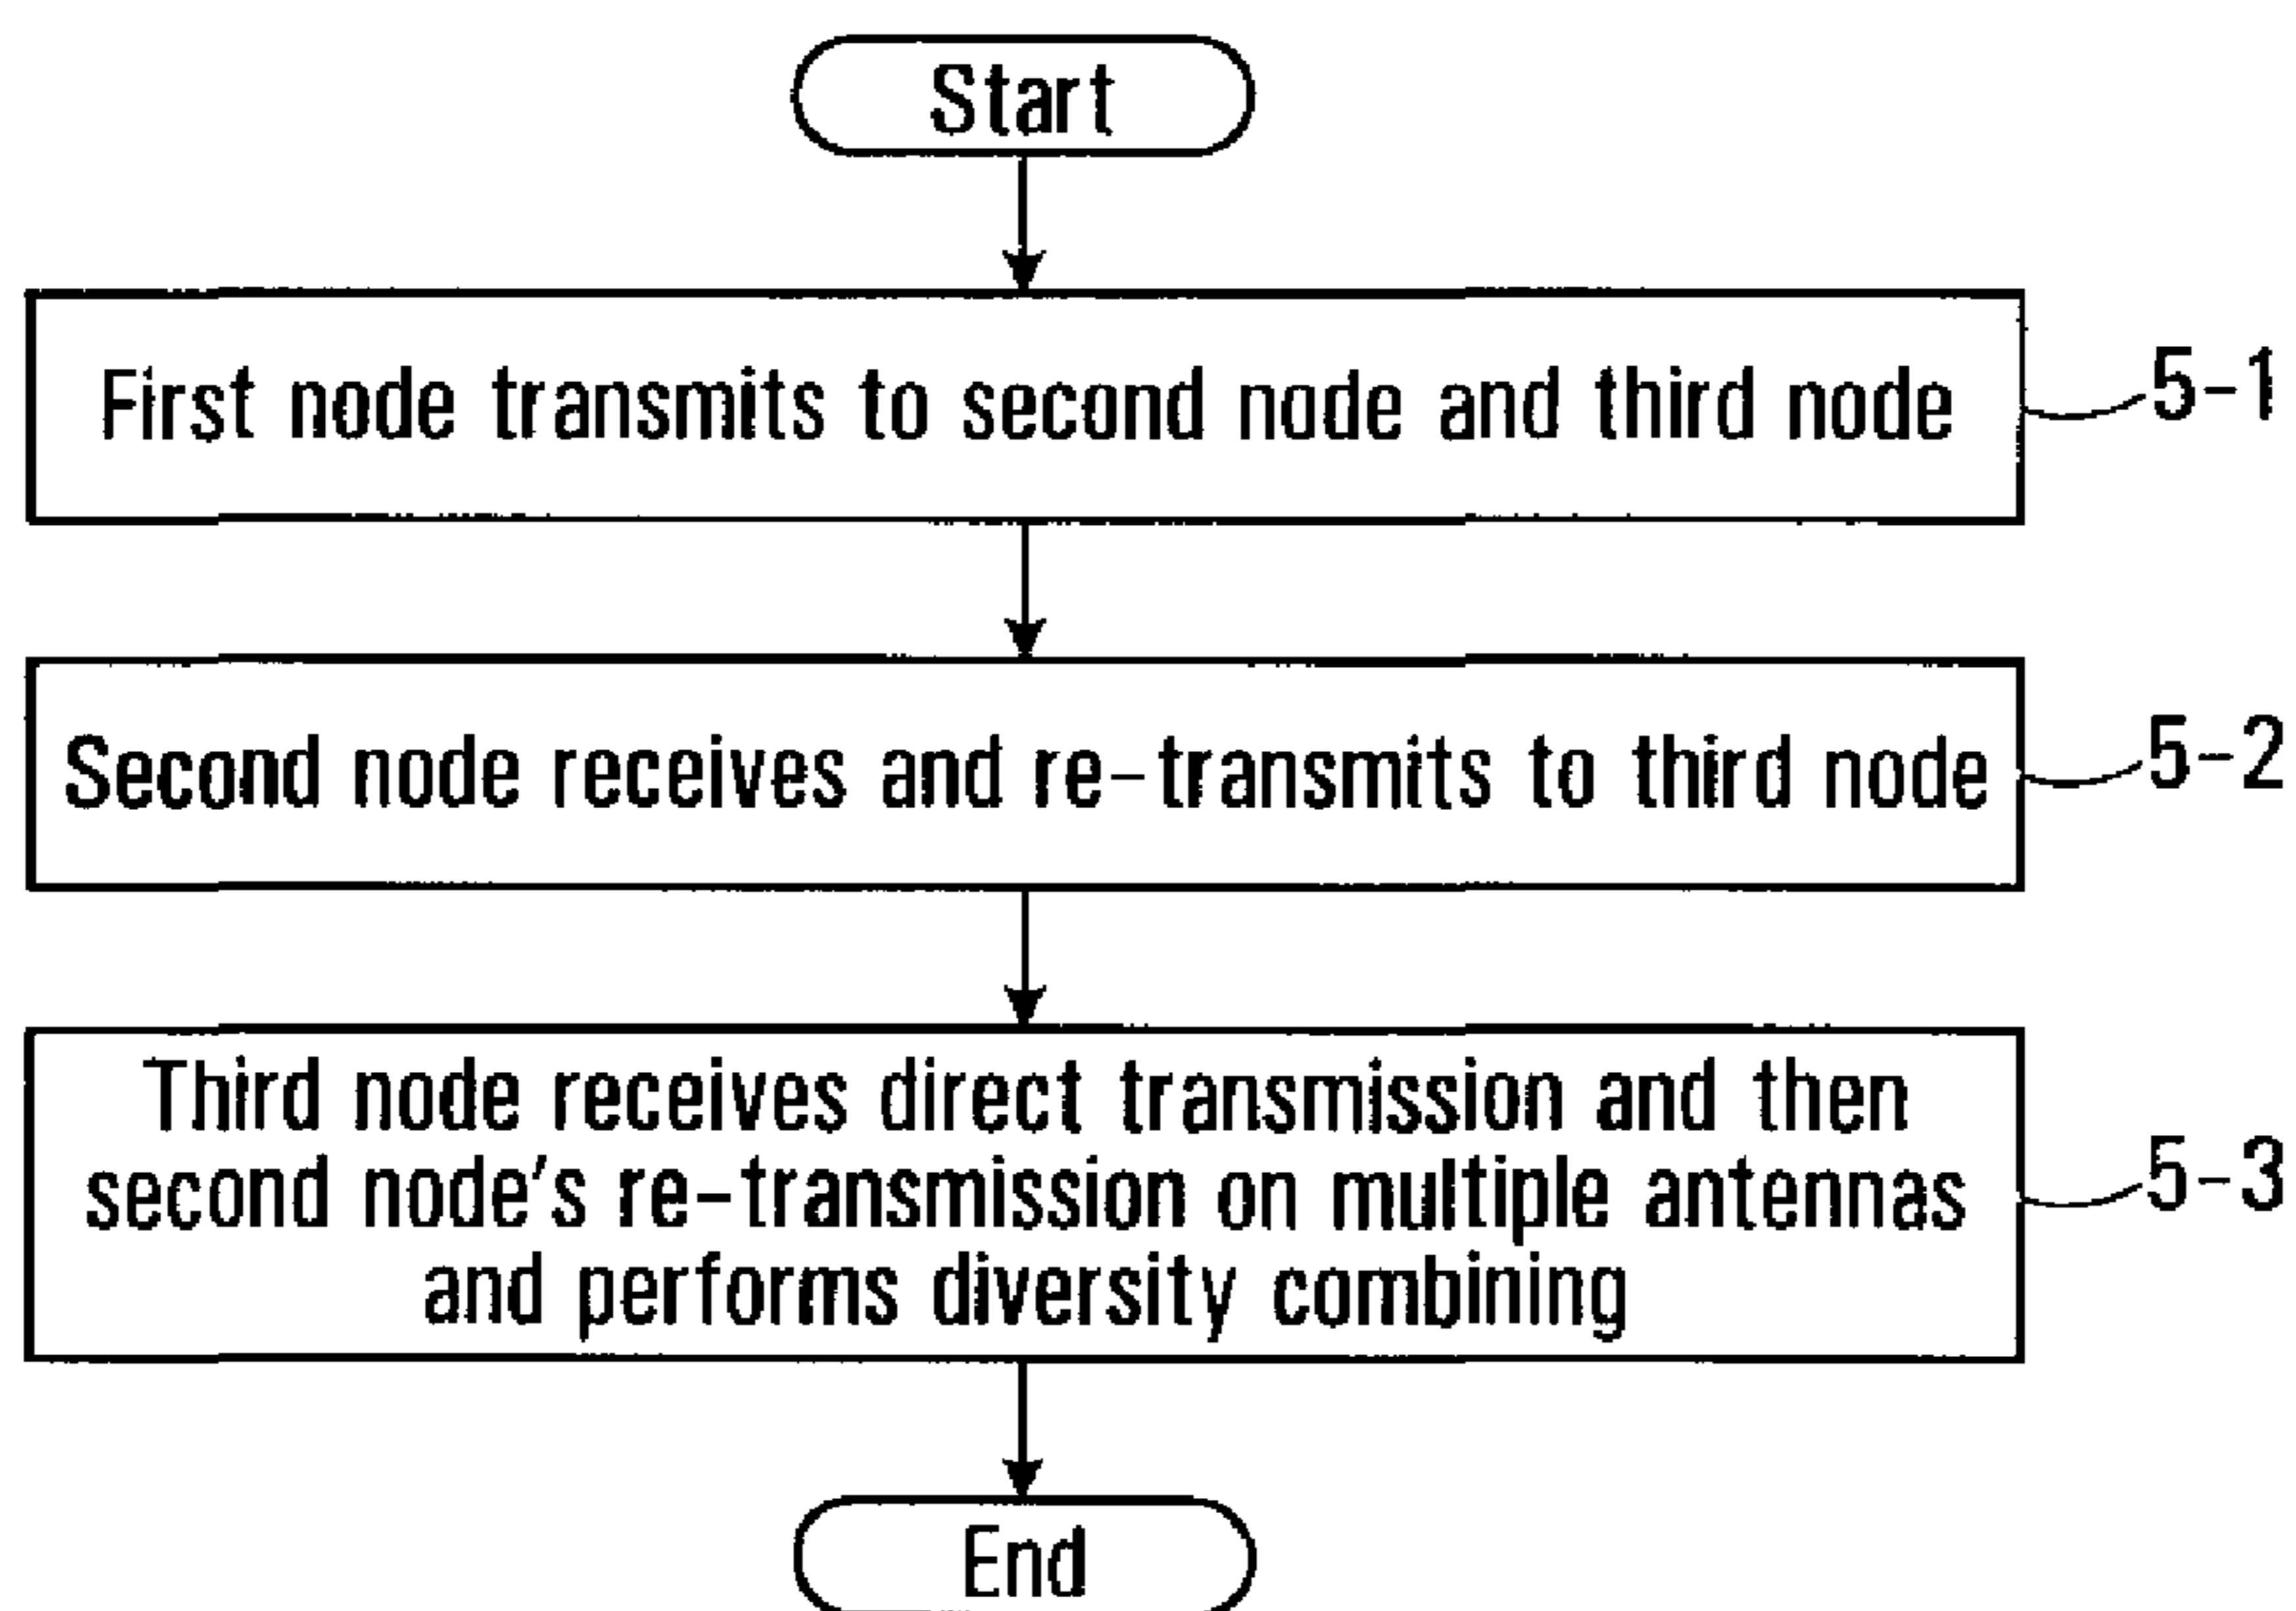 Start
First node transmits to second node and third node
5-1
Second node receives and re-transmits to third node
5-2
Third node receives direct transmission and then
second node's re-transmission on multiple antennas
and performs diversity combining
5-3
End